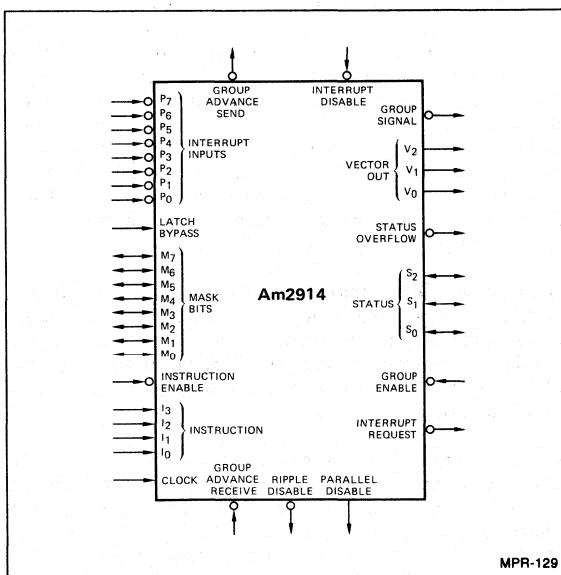 GROUP
ADVANCE
SEND
INTERRUPT
DISABLE
P7
P6
P5
P4
P3
P2
P1
P0
INTERRUPT
INPUTS
GROUP
SIGNAL
VECTOR
OUT
V2
V1
V0
LATCH
BYPASS
STATUS
OVERFLOW
M7
M6
M5
M4
M3
M2
M1
M0
MASK
BITS
Am2914
STATUS
S2
S1
S0
INSTRUCTION
ENABLE
GROUP
ENABLE
I3
I2
I1
I0
INSTRUCTION
INTERRUPT
REQUEST
CLOCK
GROUP
ADVANCE
RECEIVE
RIPPLE
DISABLE
PARALLEL
DISABLE
MPR-129